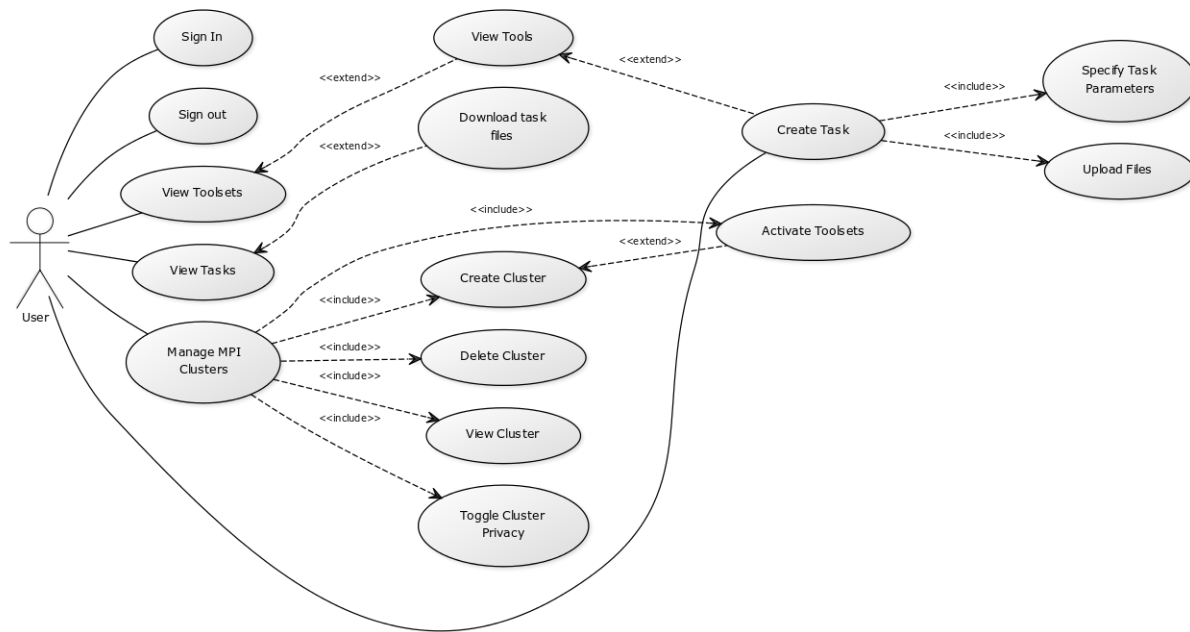 Sign In
View Tools
<<extend>>
<<extend>>
Specify Task
Parameters
<<include>>
Sign out
Download task
files
Create Task
<<include>>
<<extend>>
Upload Files
View Toolsets
<<include>>
Activate Toolsets
<<extend>>
View Tasks
Create Cluster
<<include>>
User
Manage MPI
Clusters
<<include>>
Delete Cluster
<<include>>
<<include>>
View Cluster
Toggle Cluster
Privacy